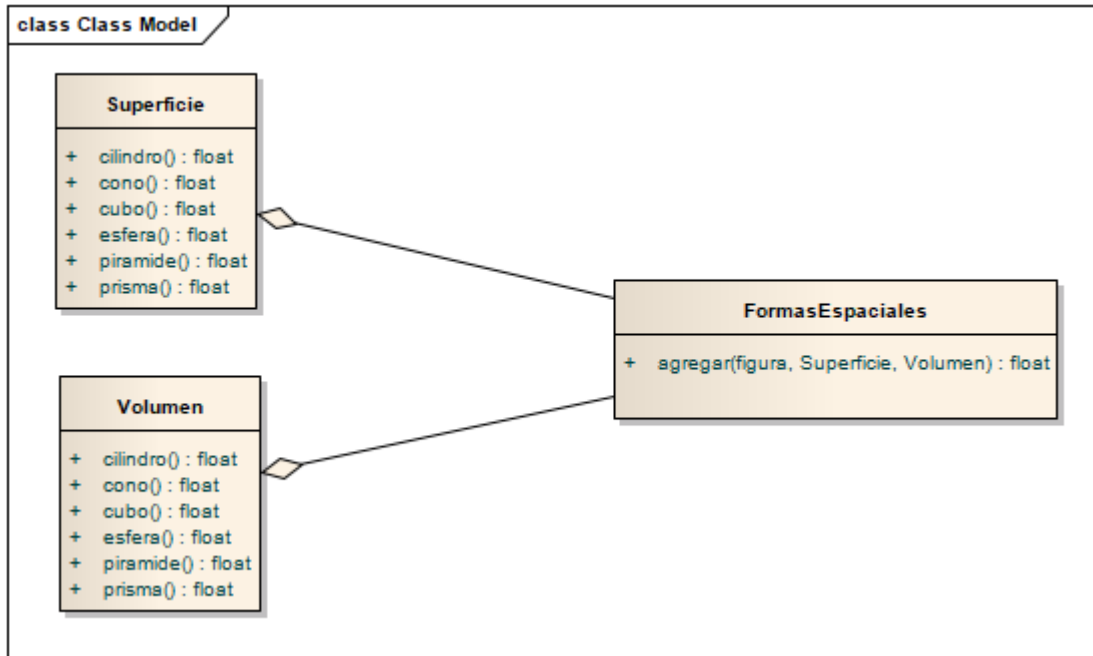 class Class Model
Superficie
+ cilindro() : float
+ cono() : float
+ cubo() : float
+ esfera() : float
+ piramide() : float
+ prisma() : float
FormasEspaciales
+ agregar(figura, Superficie, Volumen) : float
Volumen
+ cilindro() : float
+ cono() : float
+ cubo() : float
+ esfera() : float
+ piramide() : float
+ prisma() : float